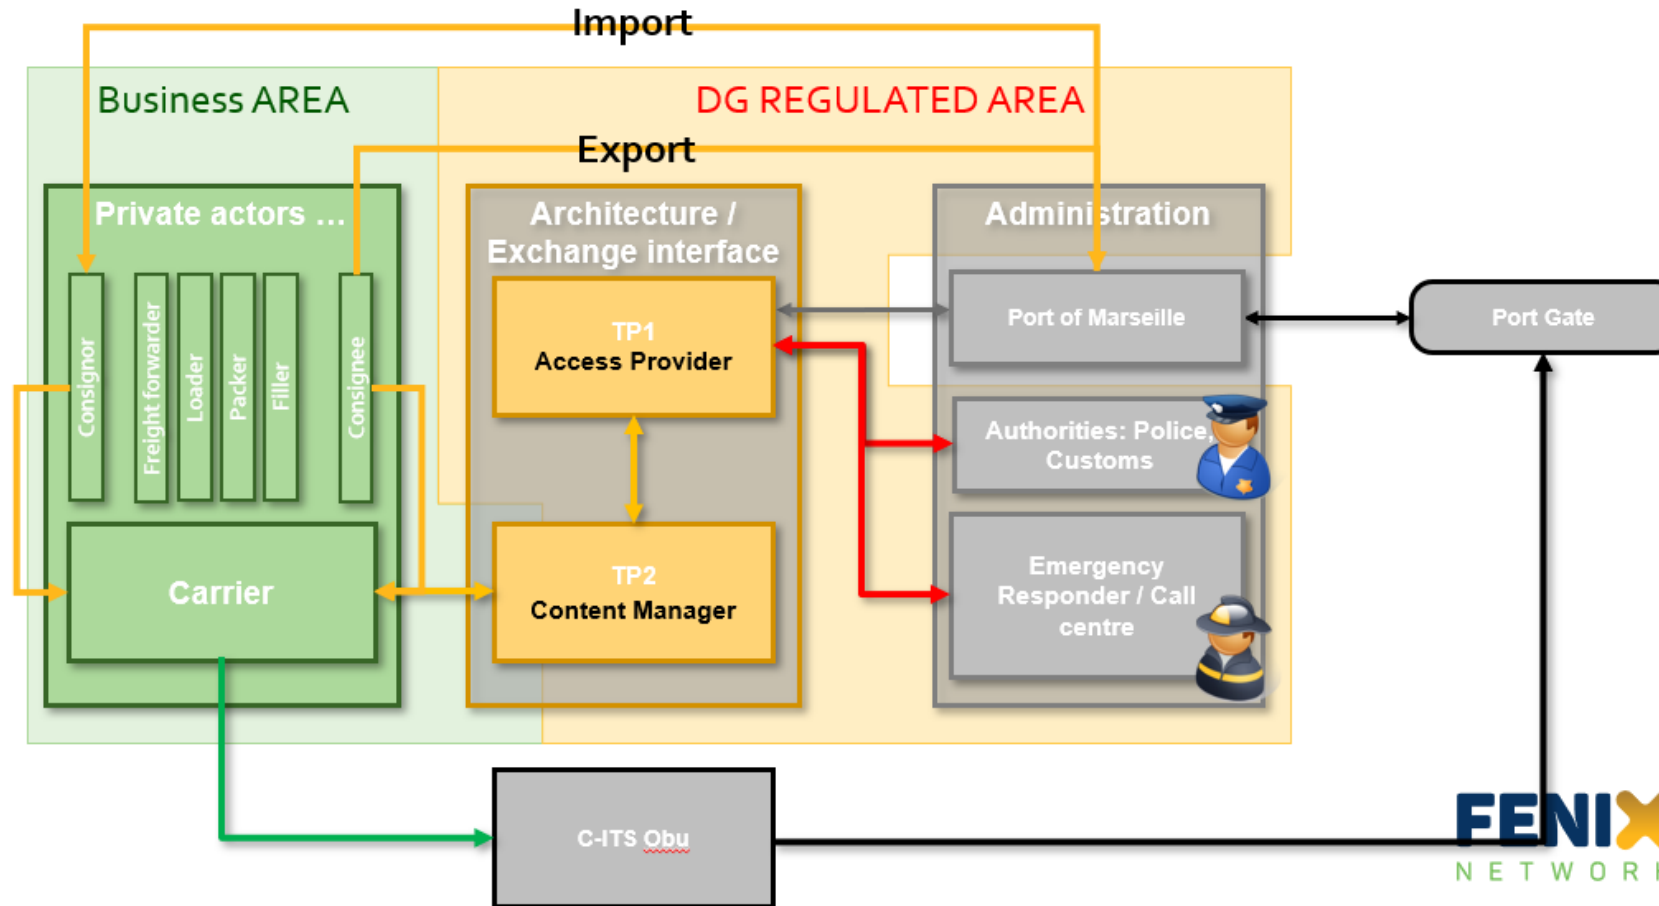 Import
Business AREA
DG REGULATED AREA
Export
Private actors ...
Architecture /
Exchange interface
Administration
Consignor
Freight forwarder
Loader
Packer
Filler
Consignee
TP1
Access Provider
Port of Marseille
Port Gate
Authorities: Police,
Customs
Carrier
TP2
Content Manager
Emergency
Responder / Call
centre
C-ITS Obu
FENIX
NETWORK